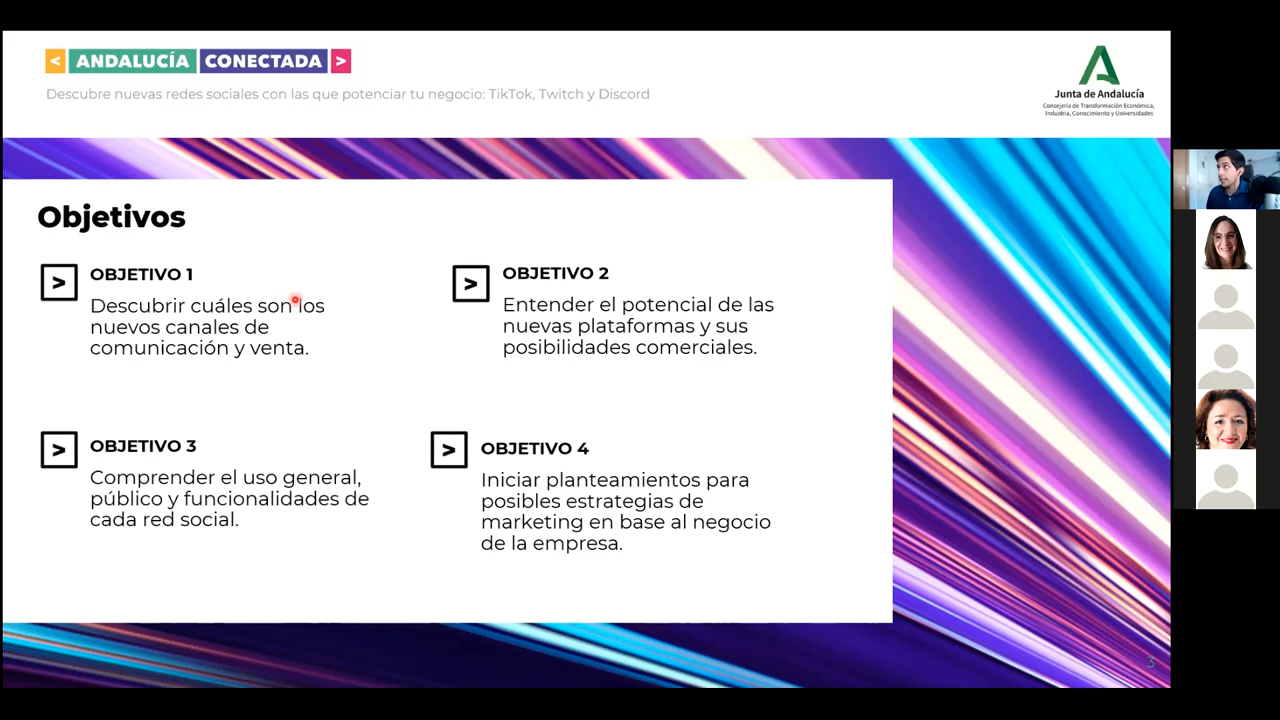 < ANDALUCÍA CONECTADA >
Descubre nuevas redes sociales con las que potenciar tu negocio: TikTok, Twitch y Discord
Junta de Andalucía
Consejería de Transformación Económica,
Industria, Conocimiento y Universidades
Objetivos
> OBJETIVO 1
Descubrir cuáles son los
nuevos canales de
comunicación y venta.
> OBJETIVO 2
Entender el potencial de las
nuevas plataformas y sus
posibilidades comerciales.
> OBJETIVO 3
Comprender el uso general,
público y funcionalidades de
cada red social.
> OBJETIVO 4
Iniciar planteamientos para
posibles estrategias de
marketing en base al negocio
de la empresa.
3